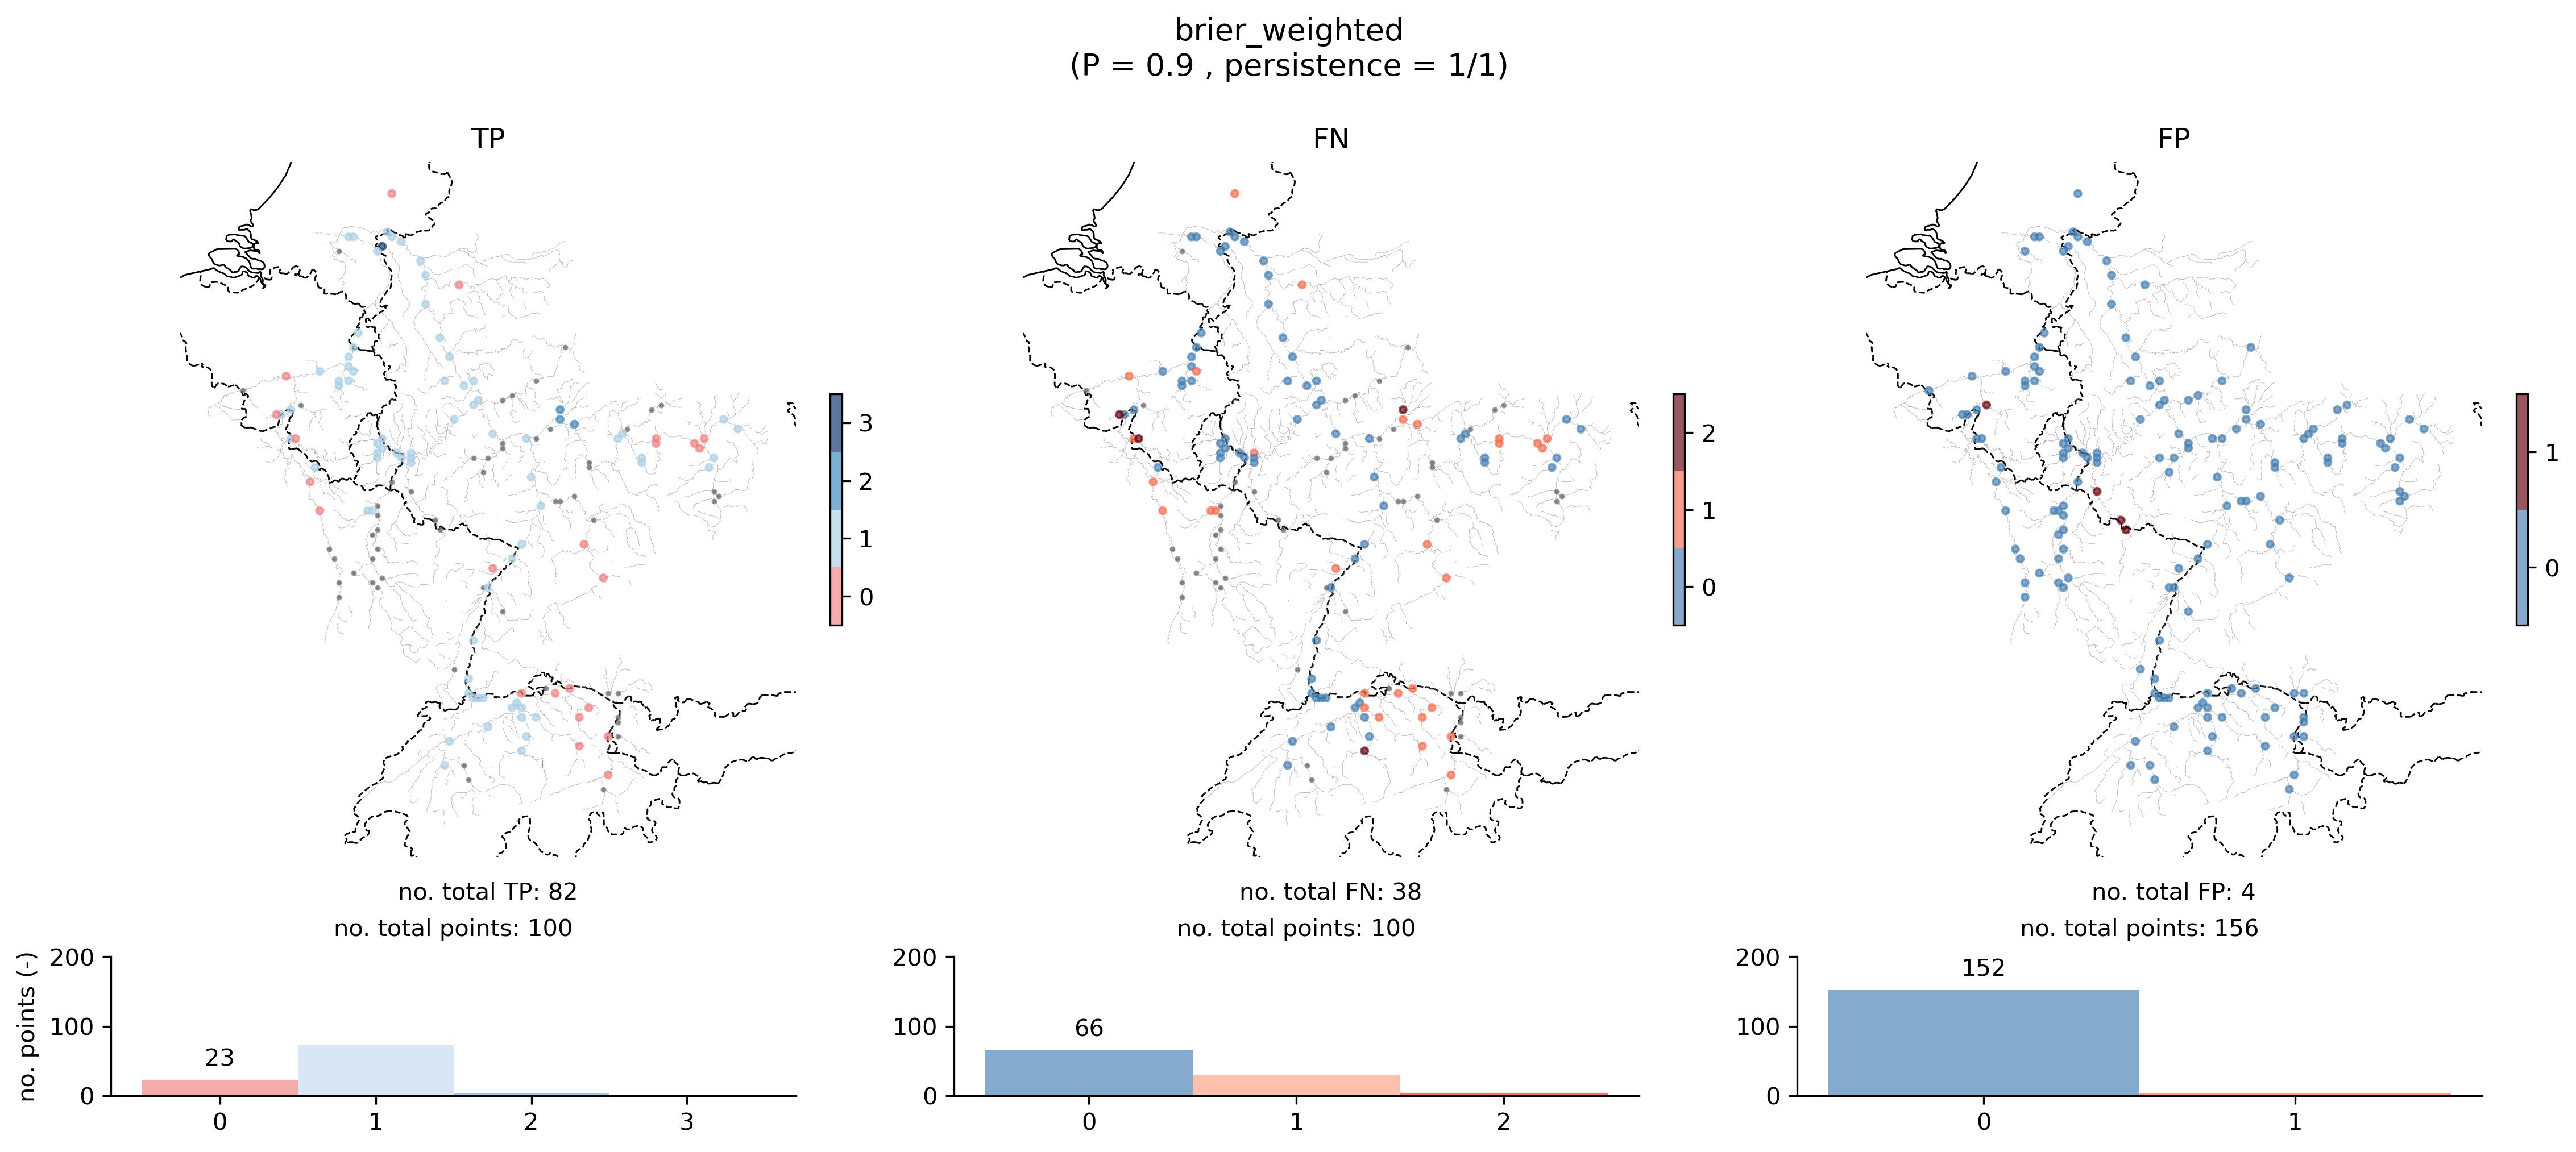 brier_weighted
(P = 0.9 , persistence = 1/1)
TP
FN
FP
3
2
1
0
2
1
0
1
0
no. total TP: 82
no. total points: 100
no. total FN: 38
no. total points: 100
no. total FP: 4
no. total points: 156
no. points (-)
200
100
0
23
0
1
2
3
200
100
0
66
0
1
2
200
100
0
152
0
1